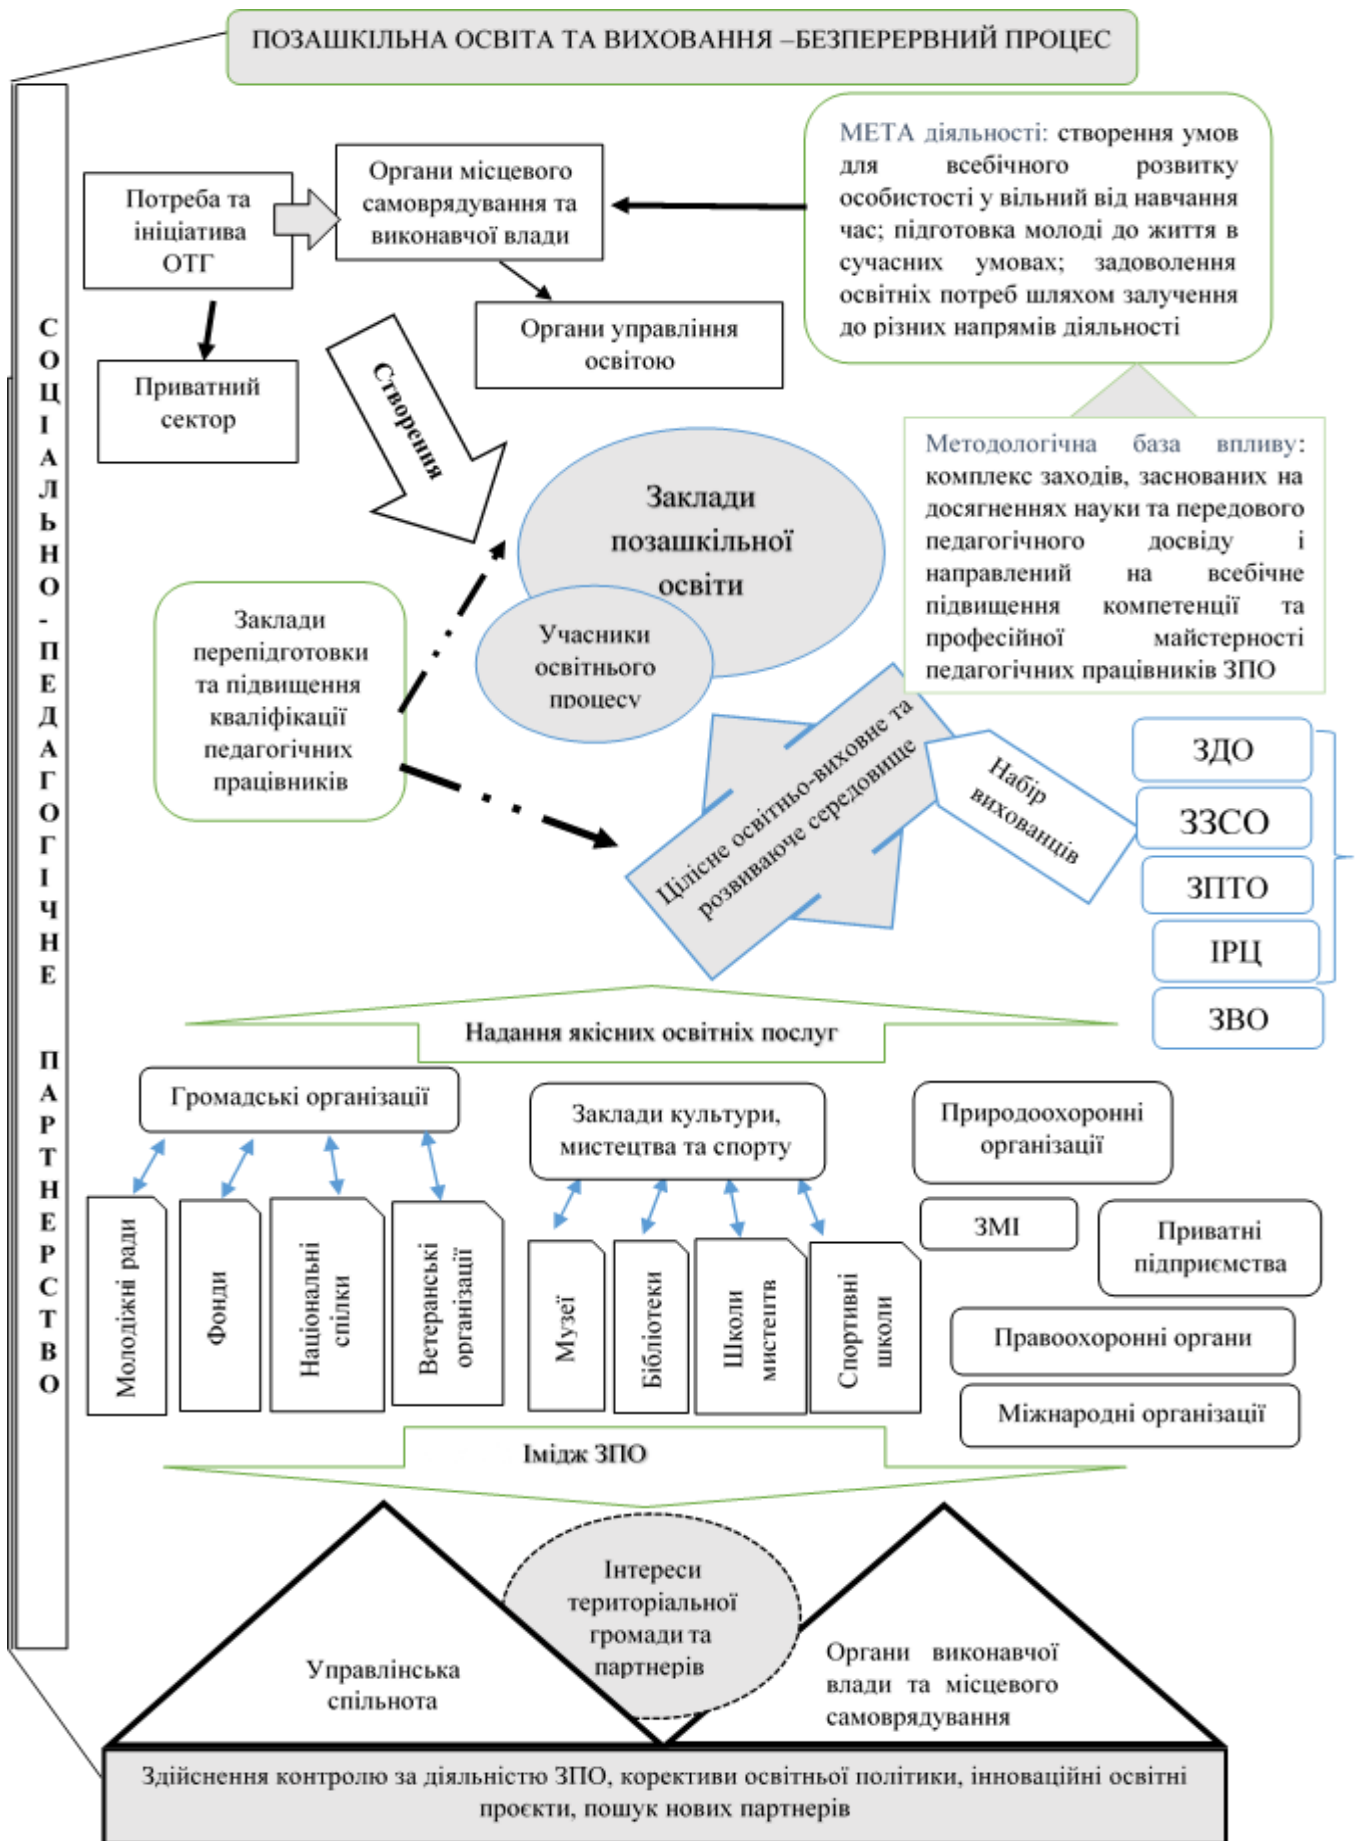 ПОЗАШКІЛЬНА ОСВІТА ТА ВИХОВАННЯ –БЕЗПЕРЕРВНИЙ ПРОЦЕС
СОЦІАЛЬНО-ПЕДАГОГІЧНЕ ПАРТНЕРСТВО
Потреба та
ініціатива
ОТГ
Органи місцевого
самоврядування та
виконавчої влади
МЕТА діяльності: створення умов
для всебічного розвитку
особистості у вільний від навчання
час; підготовка молоді до життя в
сучасних умовах; задоволення
освітніх потреб шляхом залучення
до різних напрямів діяльності
Органи управління
освітою
Приватний
сектор
Створення
Методологічна база впливу:
комплекс заходів, заснованих на
досягненнях науки та передового
педагогічного досвіду і
направлений на всебічне
підвищення компетенції та
професійної майстерності
педагогічних працівників ЗПО
Заклади
позашкільної
освіти
Учасники
освітнього
процесу
Заклади
перепідготовки
та підвищення
кваліфікації
педагогічних
працівників
Цілісне освітньо-виховне та
розвиваюче середовище
Набір
вихованців
ЗДО
ЗЗСО
ЗПТО
ІРЦ
ЗВО
Надання якісних освітніх послуг
Громадські організації
Заклади культури,
мистецтва та спорту
Природоохоронні
організації
Молодіжні ради
Фонди
Національні
спілки
Ветеранські
організації
Музеї
Бібліотеки
Школи
мистецтв
Спортивні
школи
ЗМІ
Приватні
підприємства
Правоохоронні органи
Міжнародні організації
Імідж ЗПО
Інтереси
територіальної
громади та
партнерів
Управлінська
спільнота
Органи виконавчої
влади та місцевого
самоврядування
Здійснення контролю за діяльністю ЗПО, корективи освітньої політики, інноваційні освітні
проєкти, пошук нових партнерів